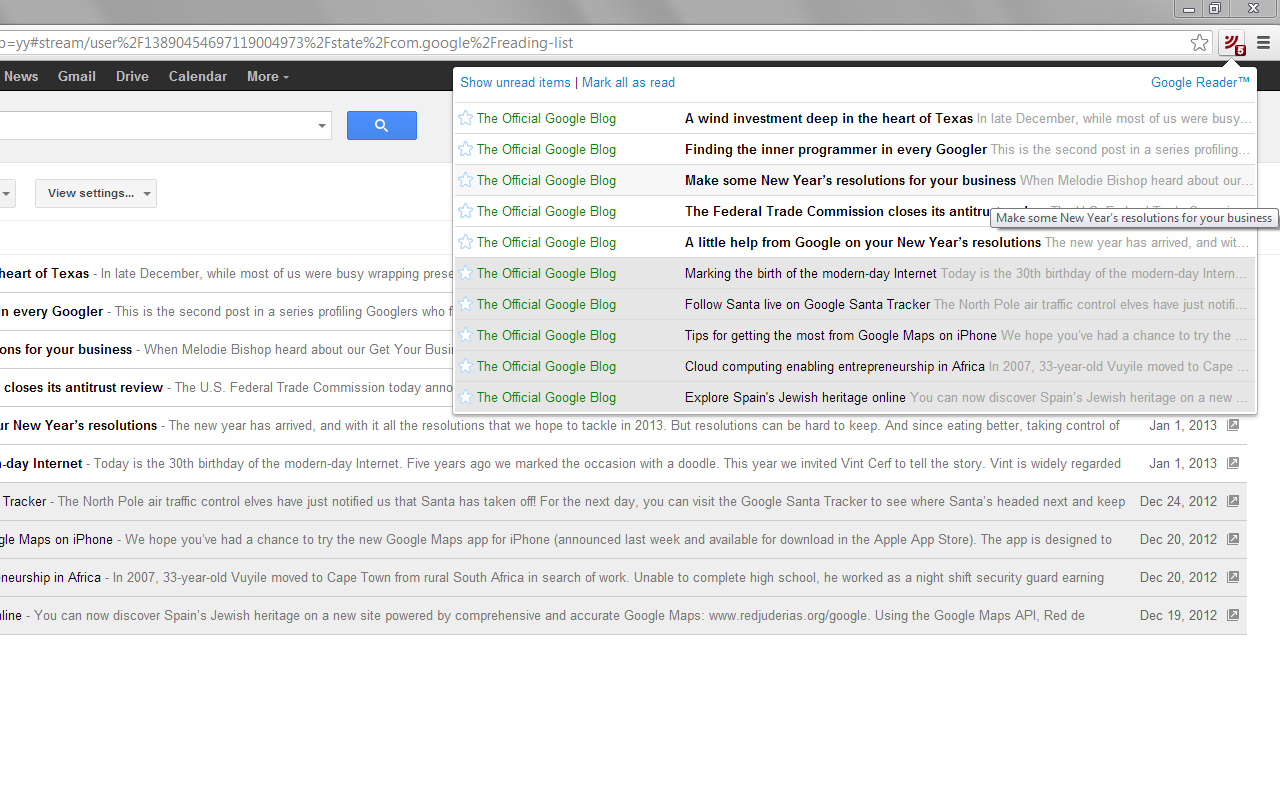 b=yy#stream/user%2F13890454697119004973%2Fstate%2Fcom.google%2Freading-list
5
News Gmail Drive Calendar More
Show unread items | Mark all as read Google Reader™
The Official Google Blog A wind investment deep in the heart of Texas In late December, while most of us were busy…
The Official Google Blog Finding the inner programmer in every Googler This is the second post in a series profiling…
View settings...
The Official Google Blog Make some New Year’s resolutions for your business When Melodie Bishop heard about our…
The Official Google Blog The Federal Trade Commission closes its antitrust
Make some New Year’s resolutions for your business
The Official Google Blog A little help from Google on your New Year’s resolutions The new year has arrived, and wit…
The Official Google Blog Marking the birth of the modern-day Internet Today is the 30th birthday of the modern-day Intern…
The Official Google Blog Follow Santa live on Google Santa Tracker The North Pole air traffic control elves have just notifi…
The Official Google Blog Tips for getting the most from Google Maps on iPhone We hope you’ve had a chance to try the …
The Official Google Blog Cloud computing enabling entrepreneurship in Africa In 2007, 33-year-old Vuyile moved to Cape …
The Official Google Blog Explore Spain's Jewish heritage online You can now discover Spain’s Jewish heritage on a new …
heart of Texas - In late December, while most of us were busy wrapping prese
in every Googler - This is the second post in a series profiling Googlers who f
ons for your business - When Melodie Bishop heard about our Get Your Busi
closes its antitrust review - The U.S. Federal Trade Commission today anno
ur New Year’s resolutions - The new year has arrived, and with it all the resolutions that we hope to tackle in 2013. But resolutions can be hard to keep. And since eating better, taking control of Jan 1, 2013
n-day Internet - Today is the 30th birthday of the modern-day Internet. Five years ago we marked the occasion with a doodle. This year we invited Vint Cerf to tell the story. Vint is widely regarded Jan 1, 2013
Tracker - The North Pole air traffic control elves have just notified us that Santa has taken off! For the next day, you can visit the Google Santa Tracker to see where Santa’s headed next and keep Dec 24, 2012
gle Maps on iPhone - We hope you’ve had a chance to try the new Google Maps app for iPhone (announced last week and available for download in the Apple App Store). The app is designed to Dec 20, 2012
eneurship in Africa - In 2007, 33-year-old Vuyile moved to Cape Town from rural South Africa in search of work. Unable to complete high school, he worked as a night shift security guard earning Dec 20, 2012
nline - You can now discover Spain’s Jewish heritage on a new site powered by comprehensive and accurate Google Maps: www.redjuderias.org/google. Using the Google Maps API, Red de Dec 19, 2012